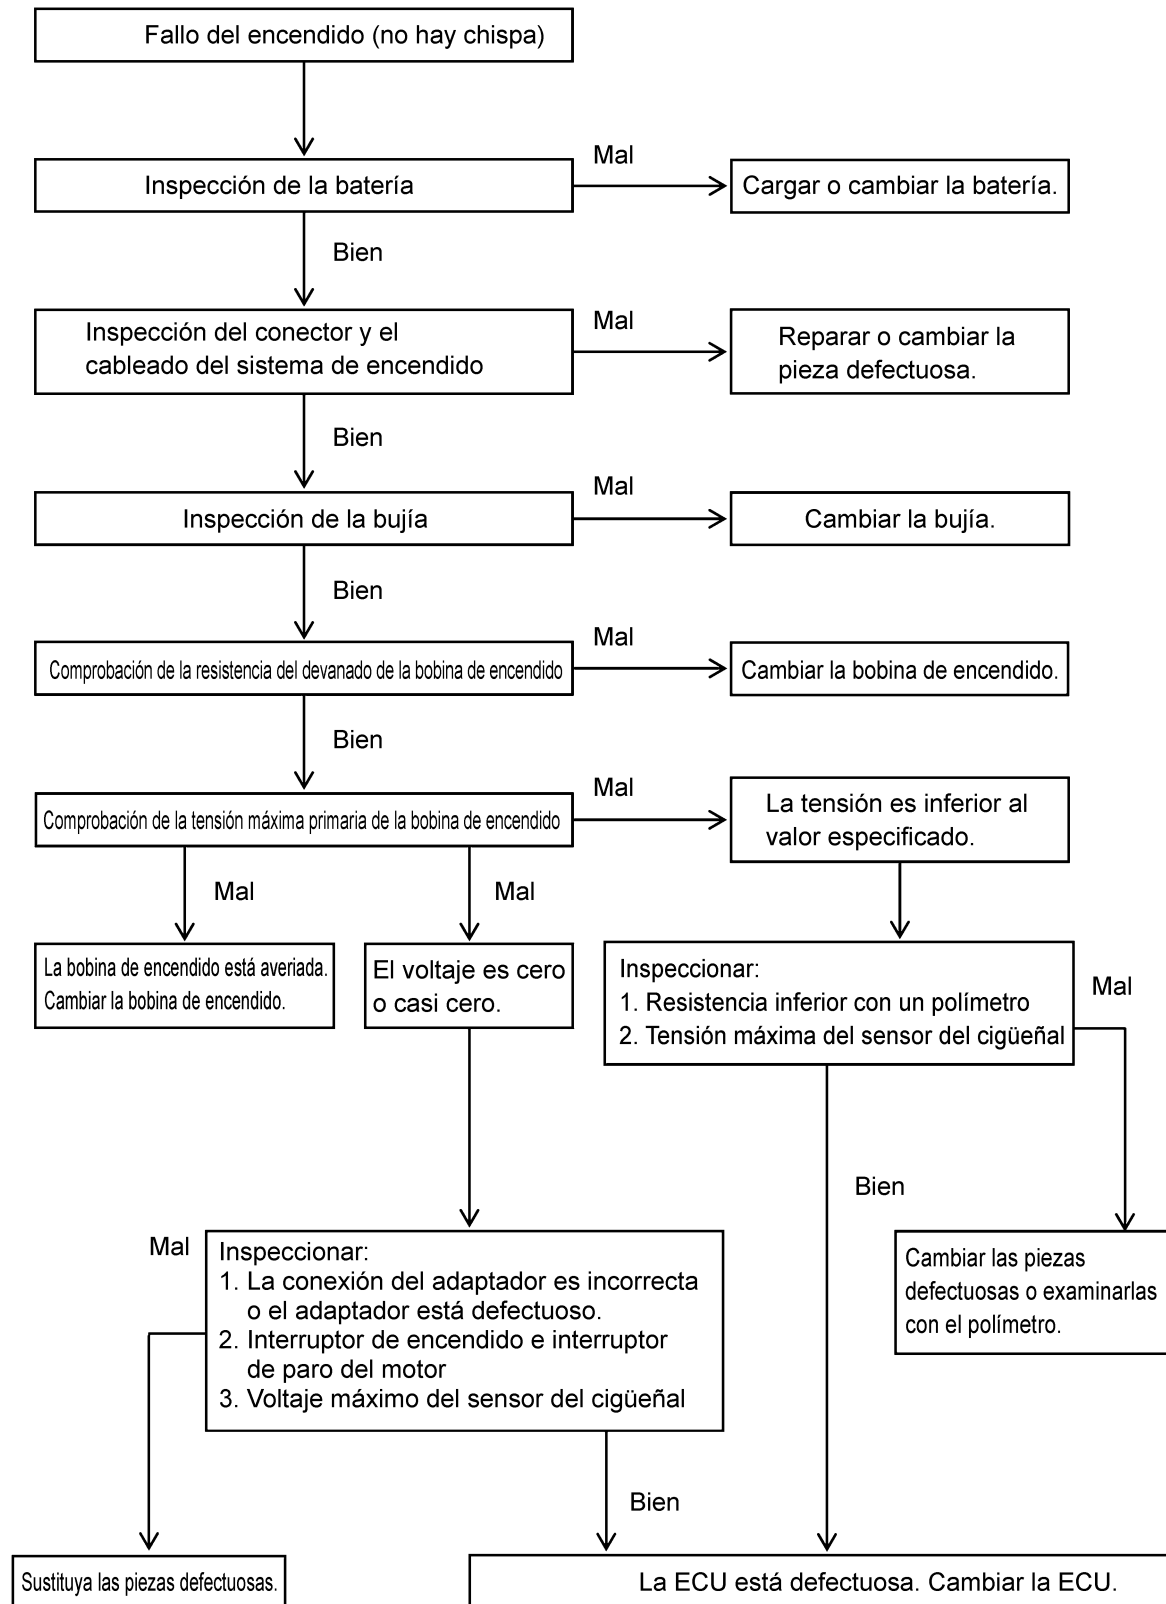 Fallo del encendido (no hay chispa)
Mal
Inspección de la batería
Cargar o cambiar la batería.
Bien
Inspección del conector y el
cableado del sistema de encendido
Mal
Reparar o cambiar la
pieza defectuosa.
Bien
Mal
Inspección de la bujía
Cambiar la bujía.
Bien
Mal
Comprobación de la resistencia del devanado de la bobina de encendido
Cambiar la bobina de encendido.
Bien
Mal
Comprobación de la tensión máxima primaria de la bobina de encendido
La tensión es inferior al
valor especificado.
Mal
Mal
La bobina de encendido está averiada.
Cambiar la bobina de encendido.
El voltaje es cero
o casi cero.
Inspeccionar:
1. Resistencia inferior con un polímetro
2. Tensión máxima del sensor del cigüeñal
Mal
Bien
Mal
Inspeccionar:
1. La conexión del adaptador es incorrecta
o el adaptador está defectuoso.
2. Interruptor de encendido e interruptor
de paro del motor
3. Voltaje máximo del sensor del cigüeñal
Cambiar las piezas
defectuosas o examinarlas
con el polímetro.
Bien
Sustituya las piezas defectuosas.
La ECU está defectuosa. Cambiar la ECU.